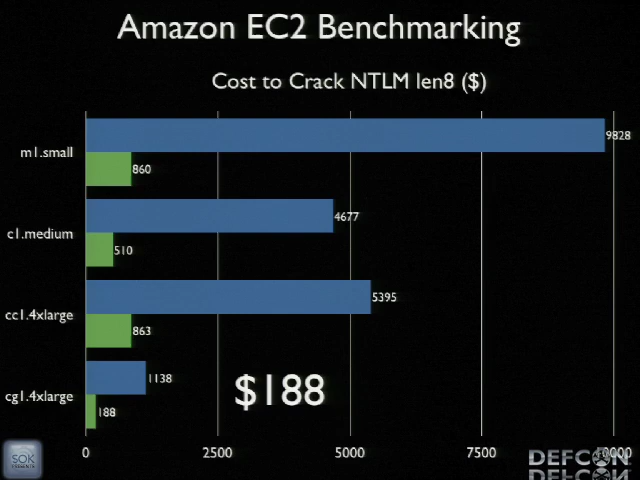 Amazon EC2 Benchmarking
Cost to Crack NTLM len8 ($)
m1.small
9828
860
c1.medium
4677
510
cc1.4xlarge
5395
863
cg1.4xlarge
1138
188
$188
0
2500
5000
7500
SOK
DEFCON